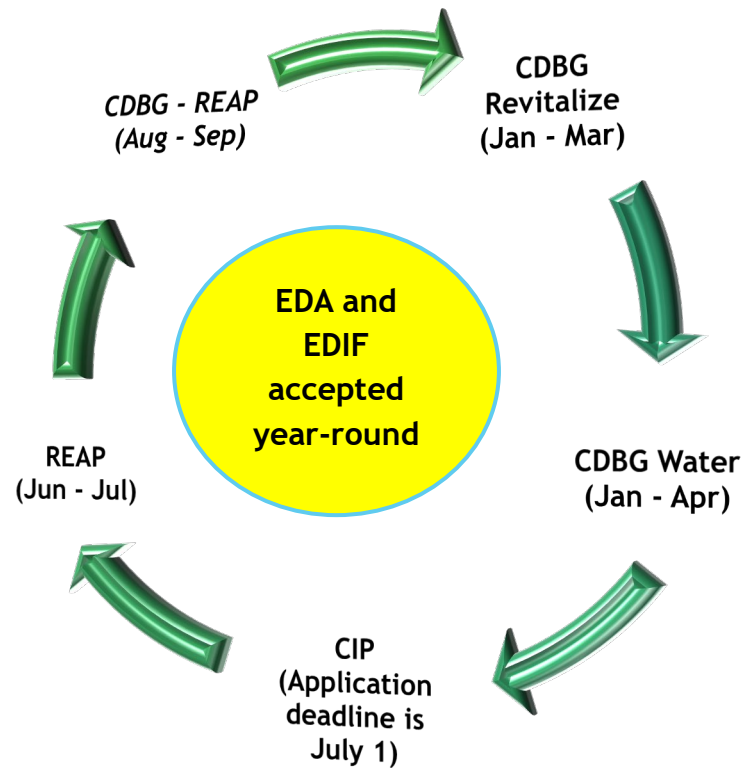 CDBG
Revitalize
(Jan - Mar)
CDBG Water
(Jan - Apr)
CIP
(Application
deadline is
July 1)
REAP
(Jun - Jul)
CDBG - REAP
(Aug - Sep)
EDA and
EDIF
accepted
year-round